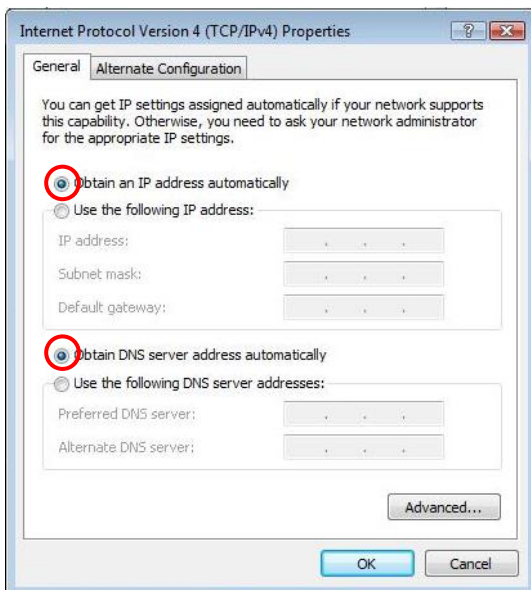 Internet Protocol Version 4 (TCP/IPv4) Properties
General
Alternate Configuration
You can get IP settings assigned automatically if your network supports
this capability. Otherwise, you need to ask your network administrator
for the appropriate IP settings.
Obtain an IP address automatically
Use the following IP address:
IP address:
Subnet mask:
Default gateway:
Obtain DNS server address automatically
Use the following DNS server addresses:
Preferred DNS server:
Alternate DNS server:
Advanced...
OK
Cancel